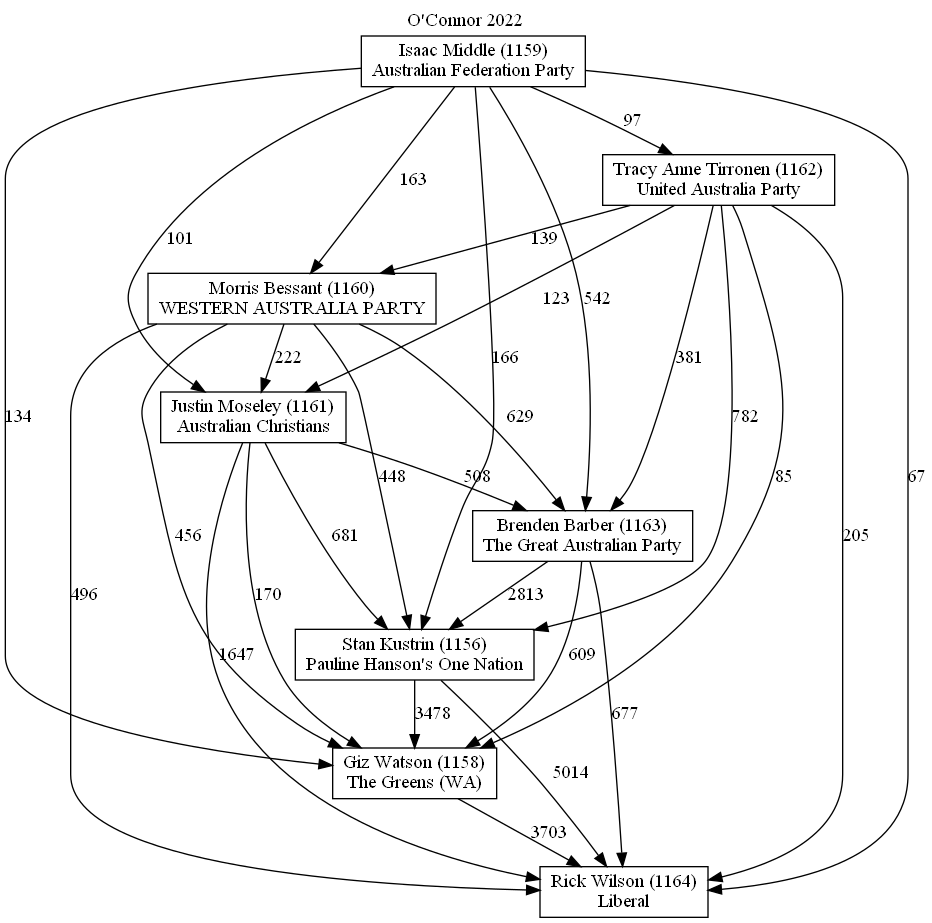 O'Connor 2022
Isaac Middle (1159)
Australian Federation Party
97
Tracy Anne Tirronen (1162)
United Australia Party
163
101
139
Morris Bessant (1160)
WESTERN AUSTRALIA PARTY
123
542
222
166
381
Justin Moseley (1161)
Australian Christians
134
629
782
448
508
85
67
Brenden Barber (1163)
The Great Australian Party
456
681
205
496
170
2813
Stan Kustrin (1156)
Pauline Hanson's One Nation
1647
609
3478
677
Giz Watson (1158)
The Greens (WA)
5014
3703
Rick Wilson (1164)
Liberal